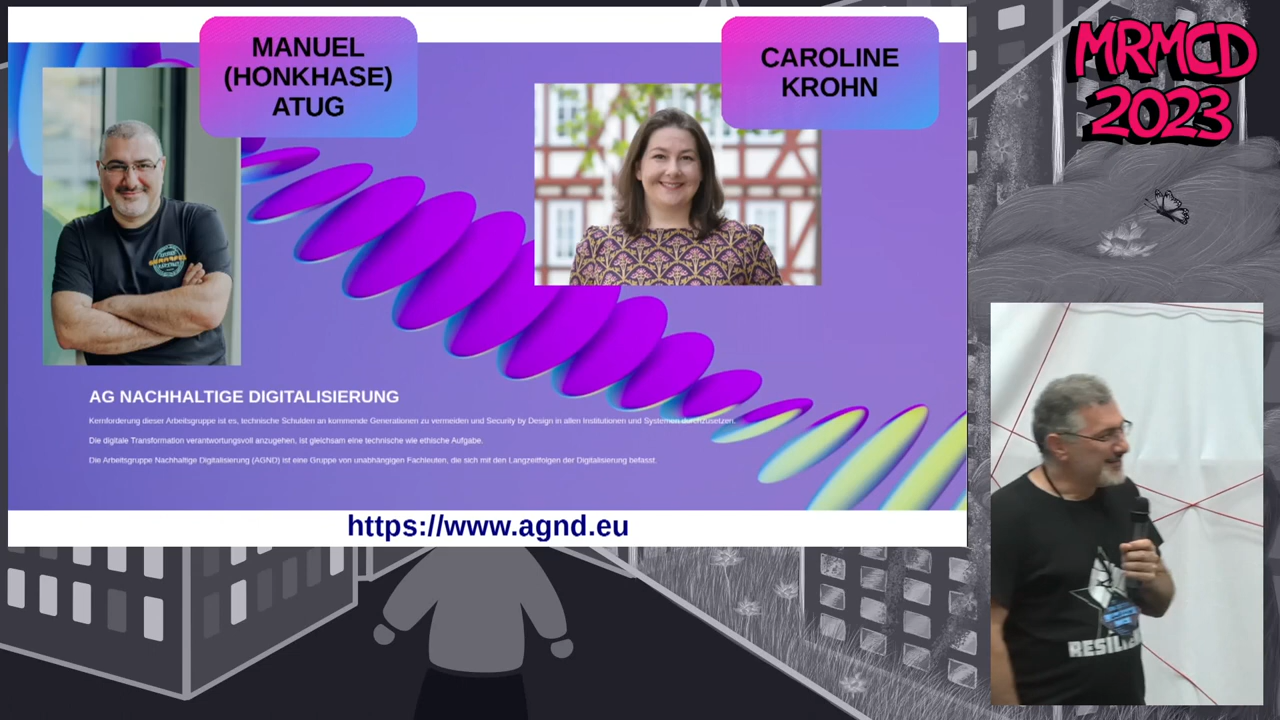 MANUEL
(HONKHASE)
ATUG
CAROLINE
KROHN
MRMCD
2023
AG NACHHALTIGE DIGITALISIERUNG
Kernforderung dieser Arbeitsgruppe ist es, technische Schulden an kommende Generationen zu vermeiden und Security by Design in allen Institutionen und Systemen durchzusetzen.
Die digitale Transformation verantwortungsvoll anzugehen, ist gleichsam eine technische wie ethische Aufgabe.
Die Arbeitsgruppe Nachhaltige Digitalisierung (AGND) ist eine Gruppe von unabhängigen Fachleuten, die sich mit den Langzeitfolgen der Digitalisierung befasst.
https://www.agnd.eu